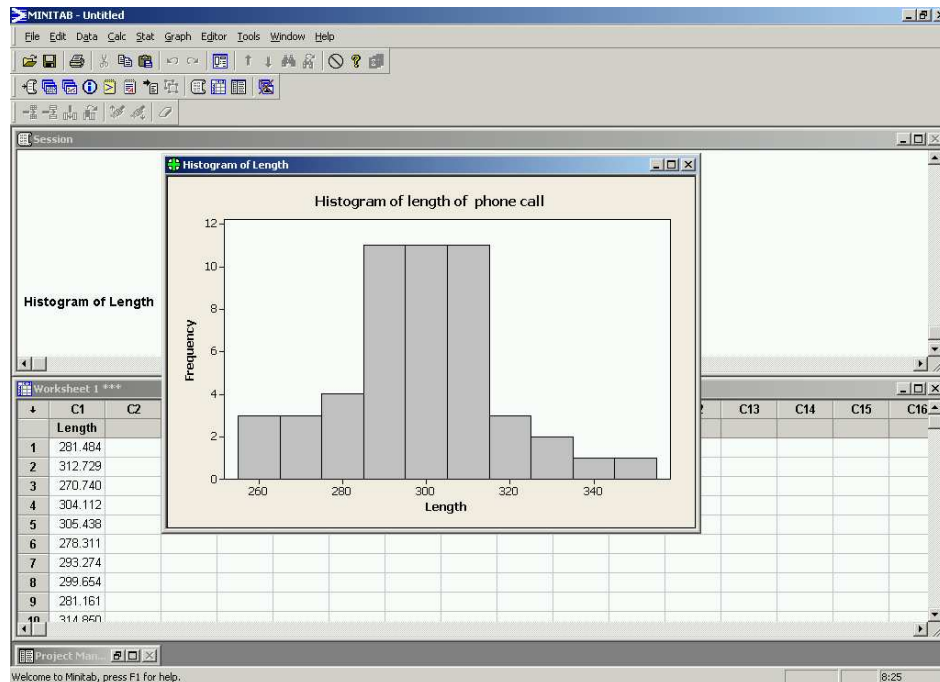 MINITAB - Untitled
File Edit Data Calc Stat Graph Editor Tools Window Help
Session
Histogram of Length
Histogram of Length
Histogram of length of phone call
12
10
8
6
4
2
0
Frequency
260 280 300 320 340
Length
Worksheet 1 ***
C1 C2 C13 C14 C15 C16
Length
1 281.484
2 312.729
3 270.740
4 304.112
5 305.438
6 278.311
7 293.274
8 299.654
9 281.161
10 314.850
Project Man...
Welcome to Minitab, press F1 for help.
8:25